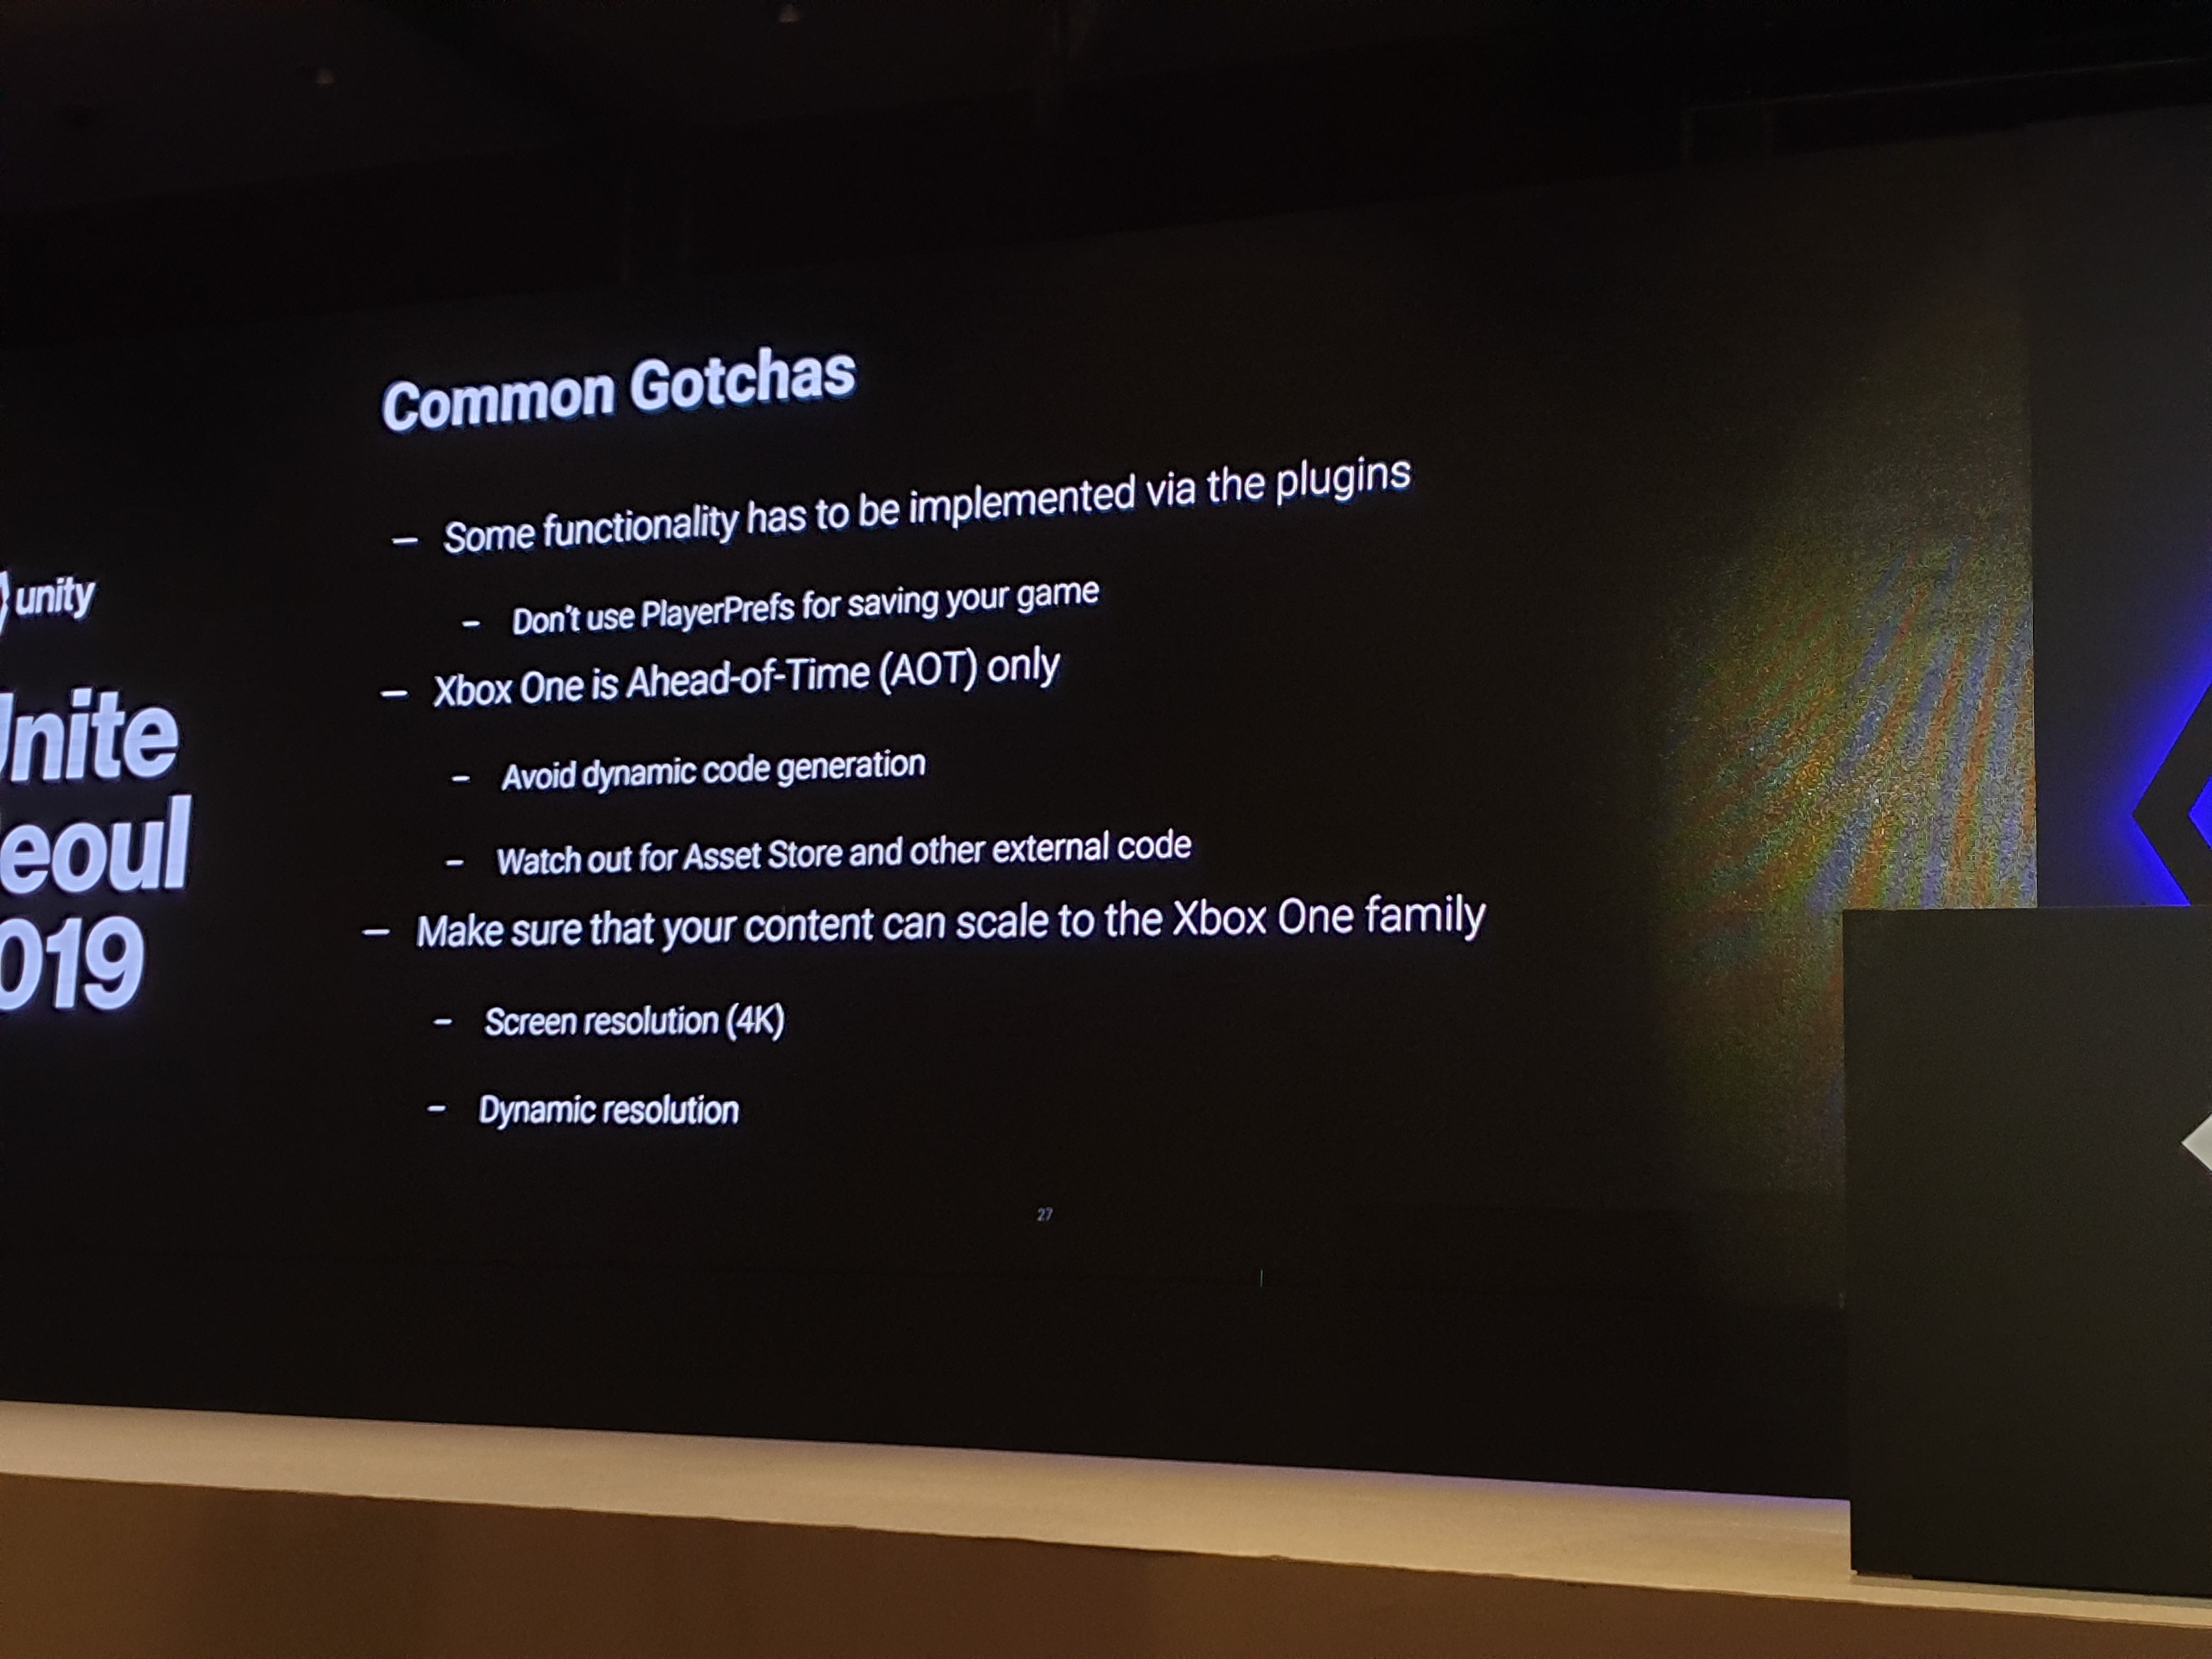 unity
Unite
Seoul
2019
Common Gotchas
– Some functionality has to be implemented via the plugins
– Don't use PlayerPrefs for saving your game
– Xbox One is Ahead-of-Time (AOT) only
– Avoid dynamic code generation
– Watch out for Asset Store and other external code
– Make sure that your content can scale to the Xbox One family
– Screen resolution (4K)
– Dynamic resolution
27